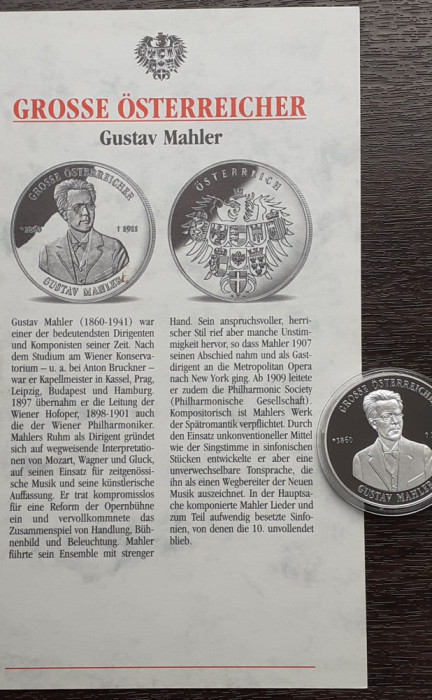 GROSSE ÖSTERREICHER
Gustav Mahler
GROSSE ÖSTERREICHER
*1860
† 1911
GUSTAV MAHLER
ÖSTERREICH
Gustav Mahler (1860-1941) war
einer der bedeutendsten Dirigenten
und Komponisten seiner Zeit. Nach
dem Studium am Wiener Konserva-
torium – u. a. bei Anton Bruckner –
war er Kapellmeister in Kassel, Prag,
Leipzig, Budapest und Hamburg.
1897 übernahm er die Leitung der
Wiener Hofoper, 1898-1901 auch
die der Wiener Philharmoniker.
Mahlers Ruhm als Dirigent gründet
sich auf wegweisende Interpretatio-
nen von Mozart, Wagner und Gluck,
auf seinen Einsatz für zeitgenössi-
sche Musik und seine künstlerische
Auffassung. Er trat kompromisslos
für eine Reform der Opernbühne
ein und vervollkommnete das
Zusammenspiel von Handlung, Büh-
nenbild und Beleuchtung. Mahler
führte sein Ensemble mit strenger
Hand. Sein anspruchsvoller, herri-
scher Stil rief aber manche Unstim-
migkeit hervor, so dass Mahler 1907
seinen Abschied nahm und als Gast-
dirigent an die Metropolitan Opera
nach New York ging. Ab 1909 leitete
er zudem die Philharmonic Society
(Philharmonische Gesellschaft).
Kompositorisch ist Mahlers Werk
der Spätromantik verpflichtet. Durch
den Einsatz unkonventioneller Mittel
wie der Singstimme in sinfonischen
Stücken entwickelte er aber eine
unverwechselbare Tonsprache, die
ihn als einen Wegbereiter der Neuen
Musik auszeichnet. In der Hauptsa-
che komponierte Mahler Lieder und
zum Teil aufwendig besetzte Sinfo-
nien, von denen die 10. unvollendet
blieb.
GROSSE ÖSTERREICHE
*1860
GUSTAV MAHLER